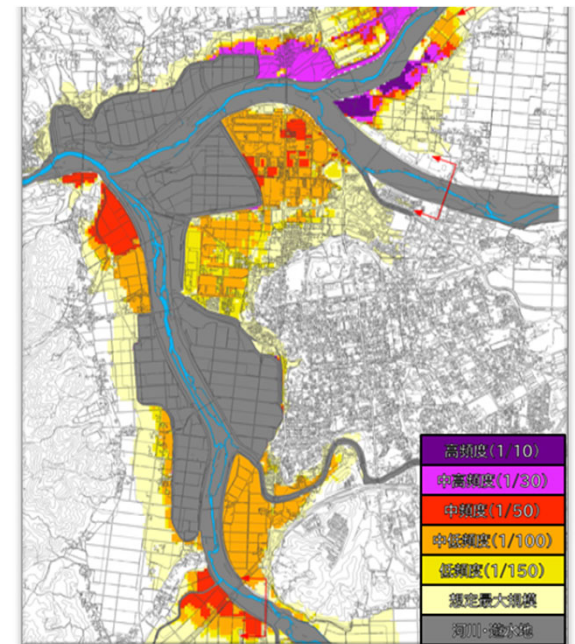 高頻度(1/10)
中高頻度(1/30)
中頻度(1/50)
中低頻度(1/100)
低頻度(1/150)
想定最大規模
河川・遊水地